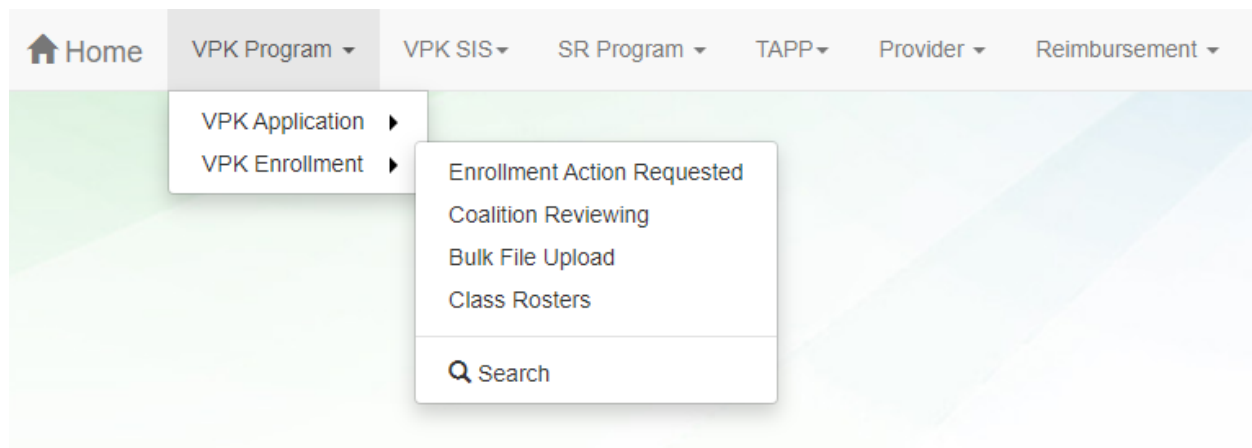 Home VPK Program VPK SIS SR Program TAPP Provider Reimbursement
VPK Application
VPK Enrollment
Enrollment Action Requested
Coalition Reviewing
Bulk File Upload
Class Rosters
Search